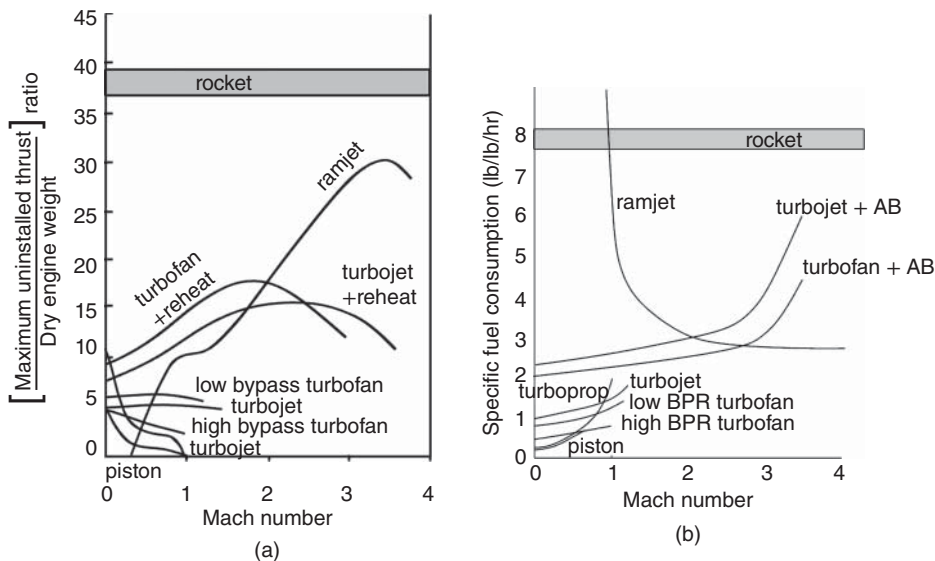 [Maximum uninstalled thrust] ratio
Dry engine weight
45
40
35
30
25
20
15
10
5
0
rocket
ramjet
turbofan
+reheat
turbojet
+reheat
low bypass turbofan
turbojet
high bypass turbofan
turbojet
piston
0 1 2 3 4
Mach number
(a)
Specific fuel consumption (lb/lb/hr)
8
7
6
5
4
3
2
1
0
rocket
ramjet
turbojet + AB
turbofan + AB
turboprop
turbojet
low BPR turbofan
high BPR turbofan
piston
0 1 2 3 4
Mach number
(b)